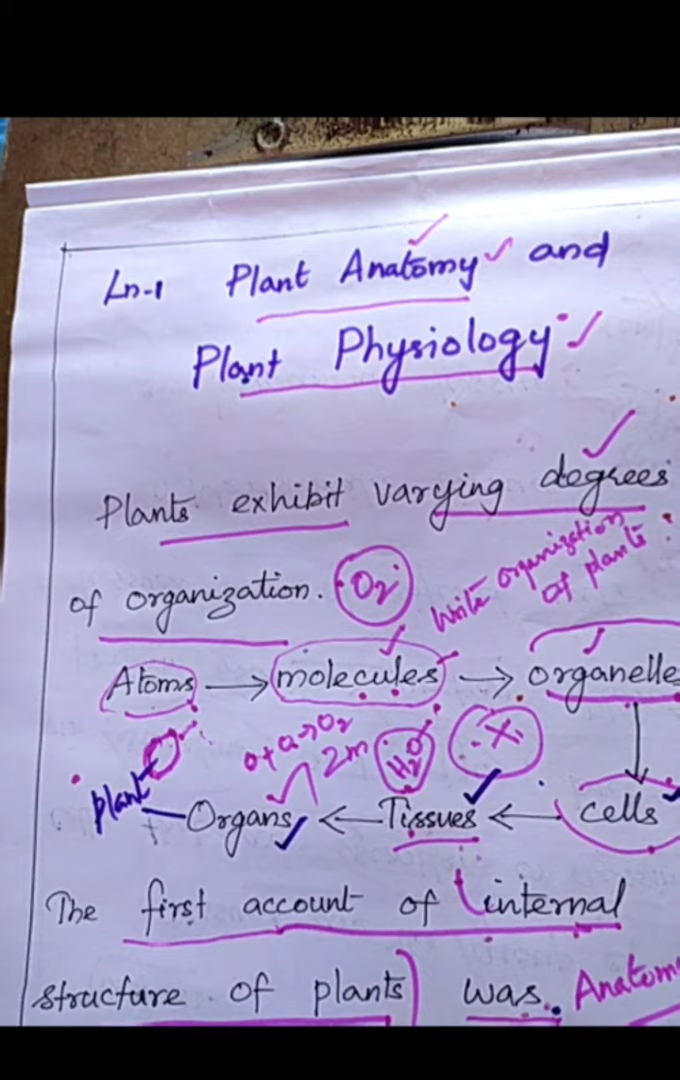 Ln-1 Plant Anatomy and
Plant Physiology
Plants exhibit varying degrees
of organization. O2
Write organization
of plants:
Atoms → molecules → organelle
O2
2m
H2O
X
plant
Organs ← Tissues ← cells
The first account of internal
structure of plants was Anatom